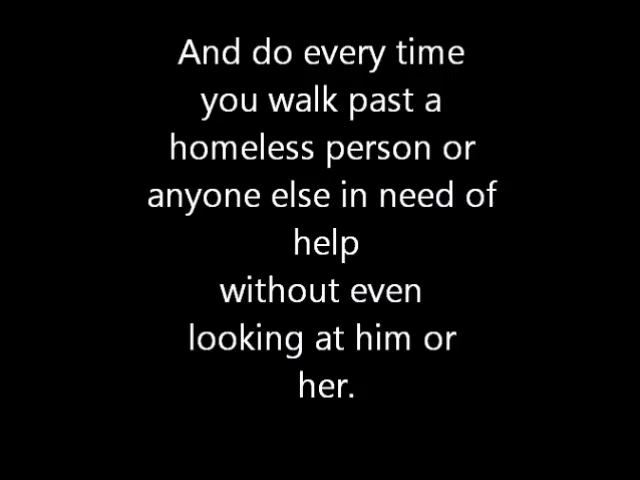 And do every time
you walk past a
homeless person or
anyone else in need of
help
without even
looking at him or
her.